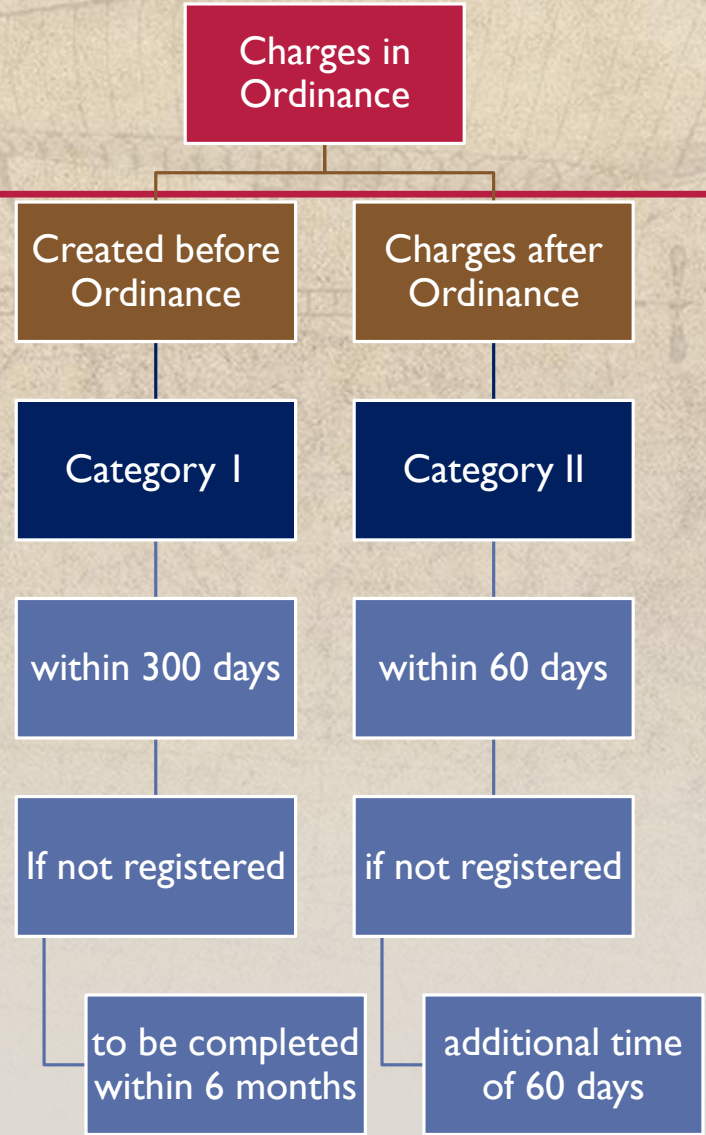 Charges in
Ordinance
Created before
Ordinance
Charges after
Ordinance
Category I
Category II
within 300 days
within 60 days
If not registered
if not registered
to be completed
within 6 months
additional time
of 60 days